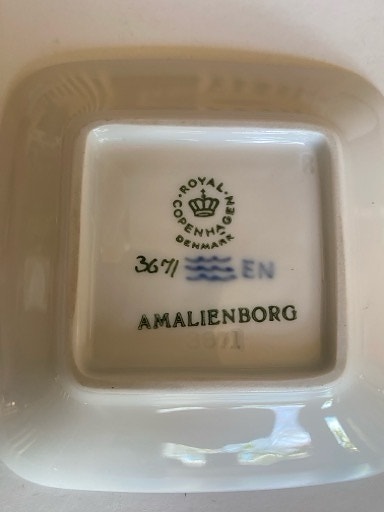 ROYAL
COPENHAGEN
DENMARK
3671 EN
AMALIENBORG
3671